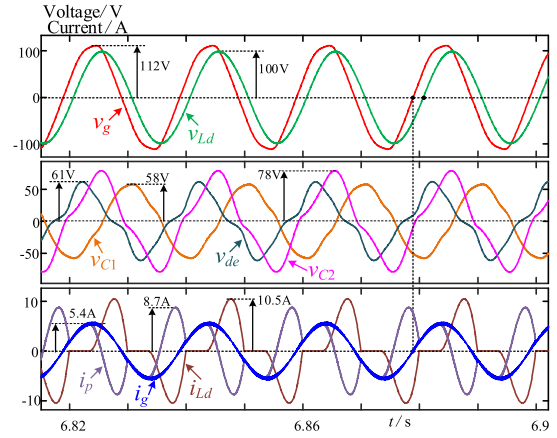 Voltage/V
Current/A
100
0
-100
112V
100V
v_g
v_Ld
50
0
-50
61V
58V
78V
v_C1
v_de
v_C2
10
0
-10
5.4A
8.7A
10.5A
i_p
i_g
i_Ld
6.82
6.86
t/s
6.9